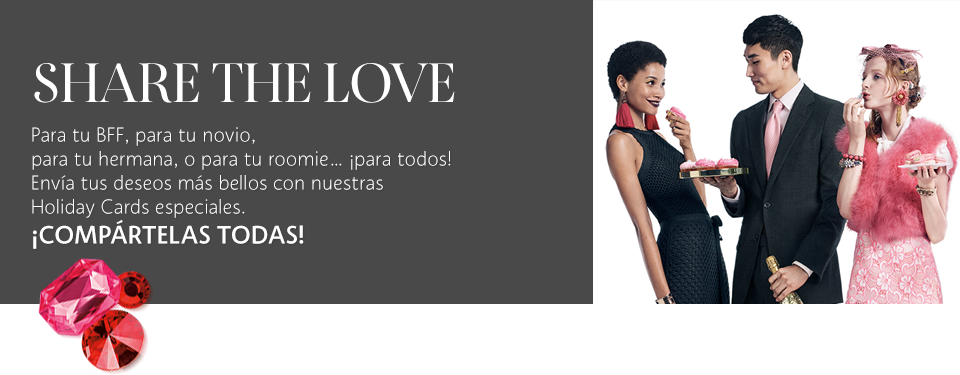 SHARE THE LOVE
Para tu BFF, para tu novio,
para tu hermana, o para tu roomie... ¡para todos!
Envía tus deseos más bellos con nuestras
Holiday Cards especiales.
¡COMPÁRTELAS TODAS!